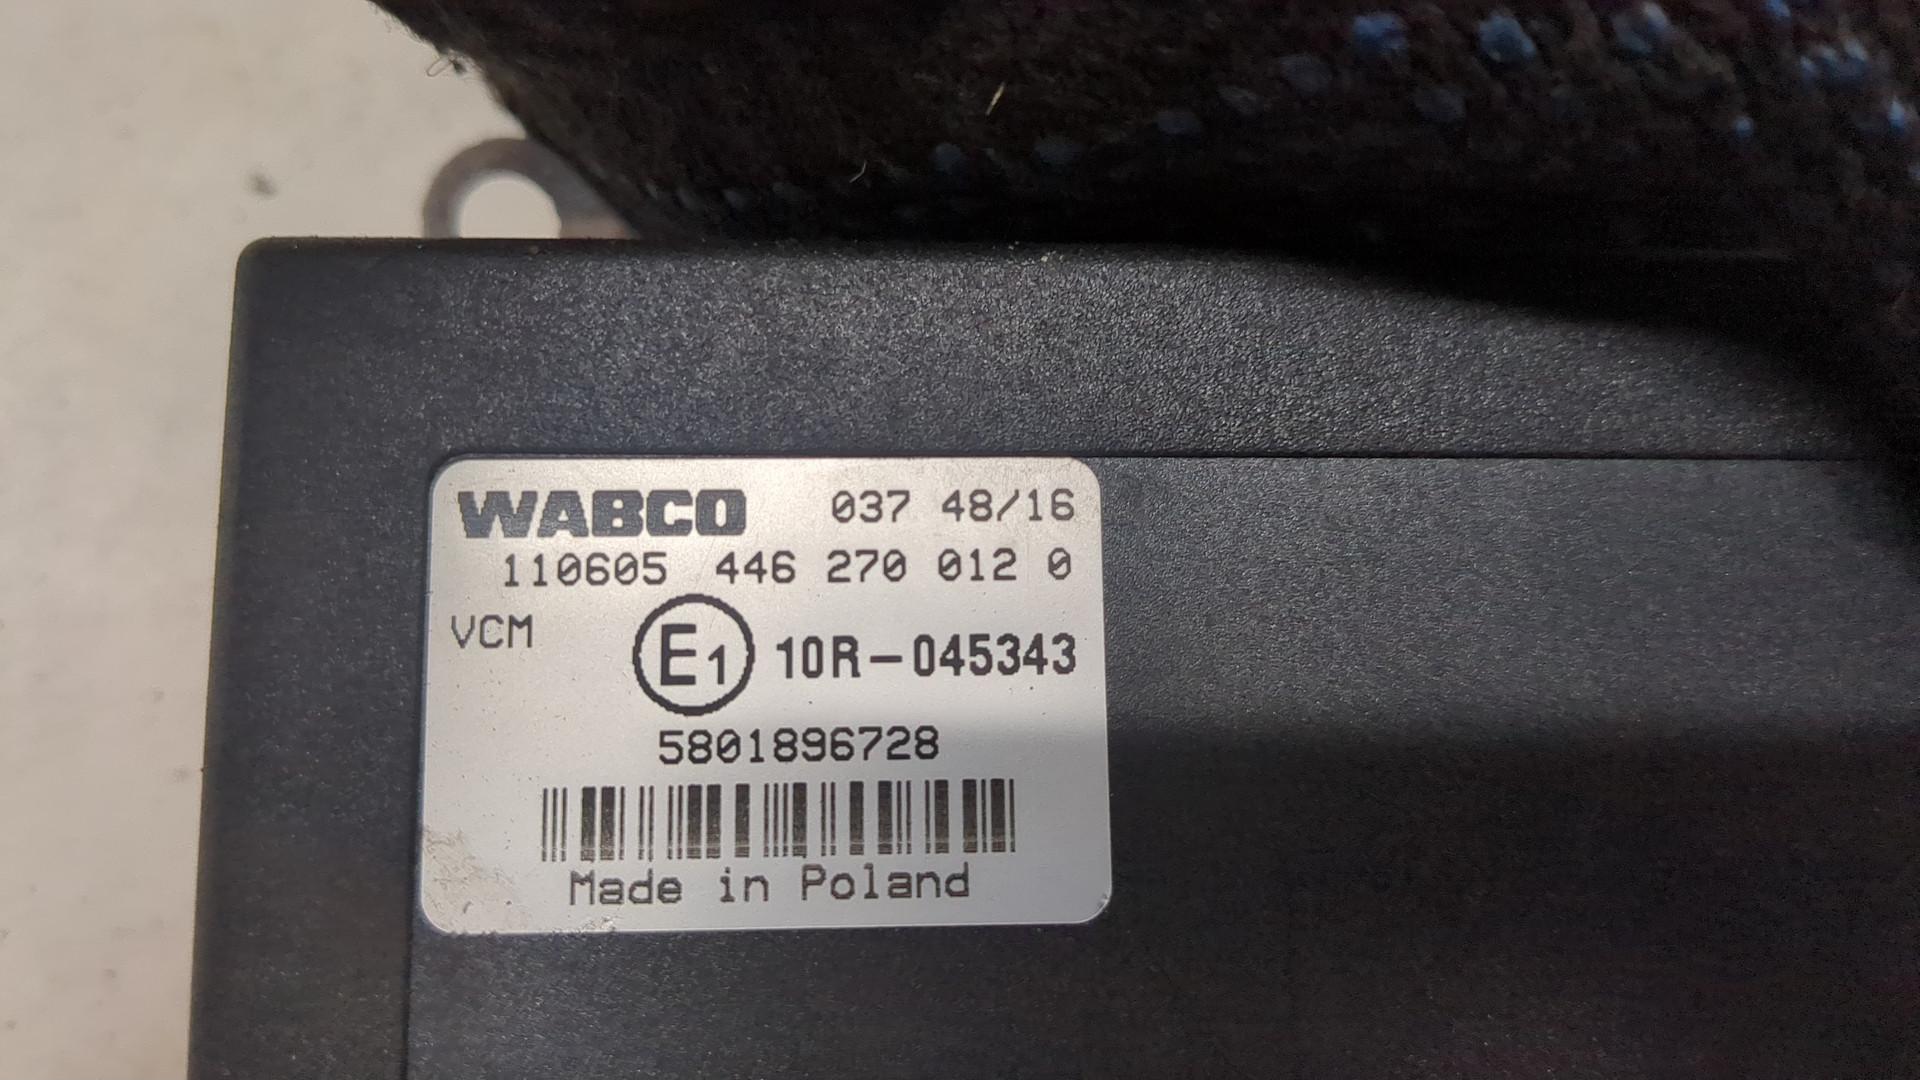 WABCO 037 48/16
110605 446 270 012 0
VCM E1 10R-045343
5801896728
Made in Poland